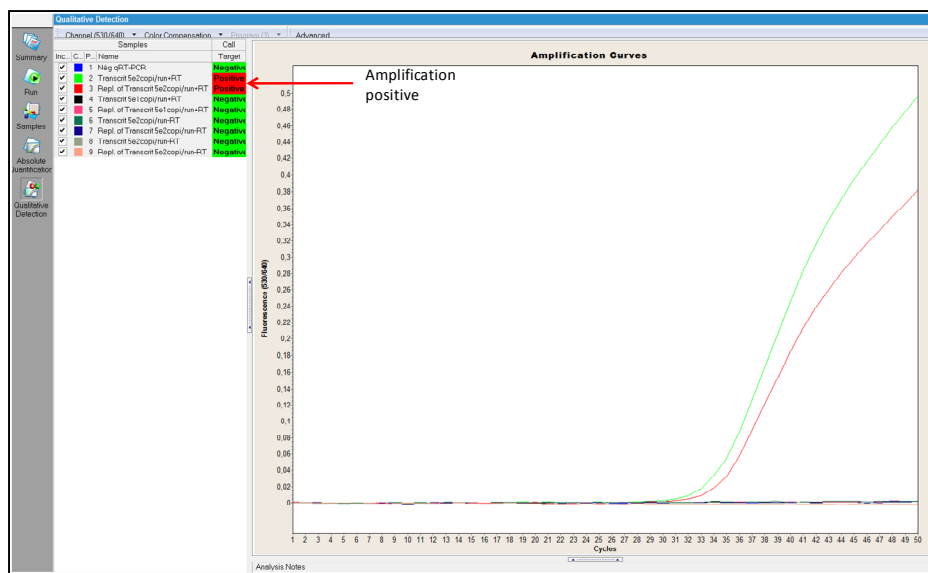 Qualitative Detection
Channel (530/640) Color Compensation Program (3) Advanced
Samples Call
Inc... C... P... Name Target
1 Nég qRT-PCR Negative
2 Transcrit 5e2copi/run+RT Positive
3 Repl. of Transcrit 5e2copi/run+RT Positive
4 Transcrit 5e1copi/run+RT Negative
5 Repl. of Transcrit 5e1copi/run+RT Negative
6 Transcrit 5e2copi/run-RT Negative
7 Repl. of Transcrit 5e2copi/run-RT Negative
8 Transcrit 5e2copi/run-RT Negative
9 Repl. of Transcrit 5e2copi/run-RT Negative
Summary
Run
Samples
Absolute
Quantification
Qualitative
Detection
Amplification
positive
Amplification Curves
0,5
0,48
0,46
0,44
0,42
0,4
0,38
0,36
0,34
0,32
0,3
0,28
0,26
0,24
0,22
0,2
0,18
0,16
0,14
0,12
0,1
0,08
0,06
0,04
0,02
0
Fluorescence (530/640)
1 2 3 4 5 6 7 8 9 10 11 12 13 14 15 16 17 18 19 20 21 22 23 24 25 26 27 28 29 30 31 32 33 34 35 36 37 38 39 40 41 42 43 44 45 46 47 48 49 50
Cycles
Analysis Notes